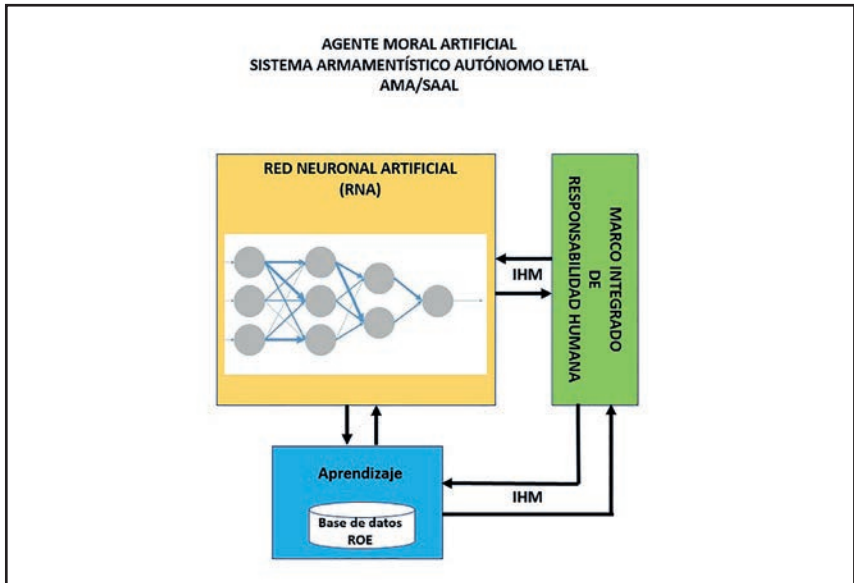 AGENTE MORAL ARTIFICIAL
SISTEMA ARMAMENTÍSTICO AUTÓNOMO LETAL
AMA/SAAL
RED NEURONAL ARTIFICIAL
(RNA)
IHM
MARCO INTEGRADO
DE
RESPONSABILIDAD HUMANA
Aprendizaje
Base de datos
ROE
IHM